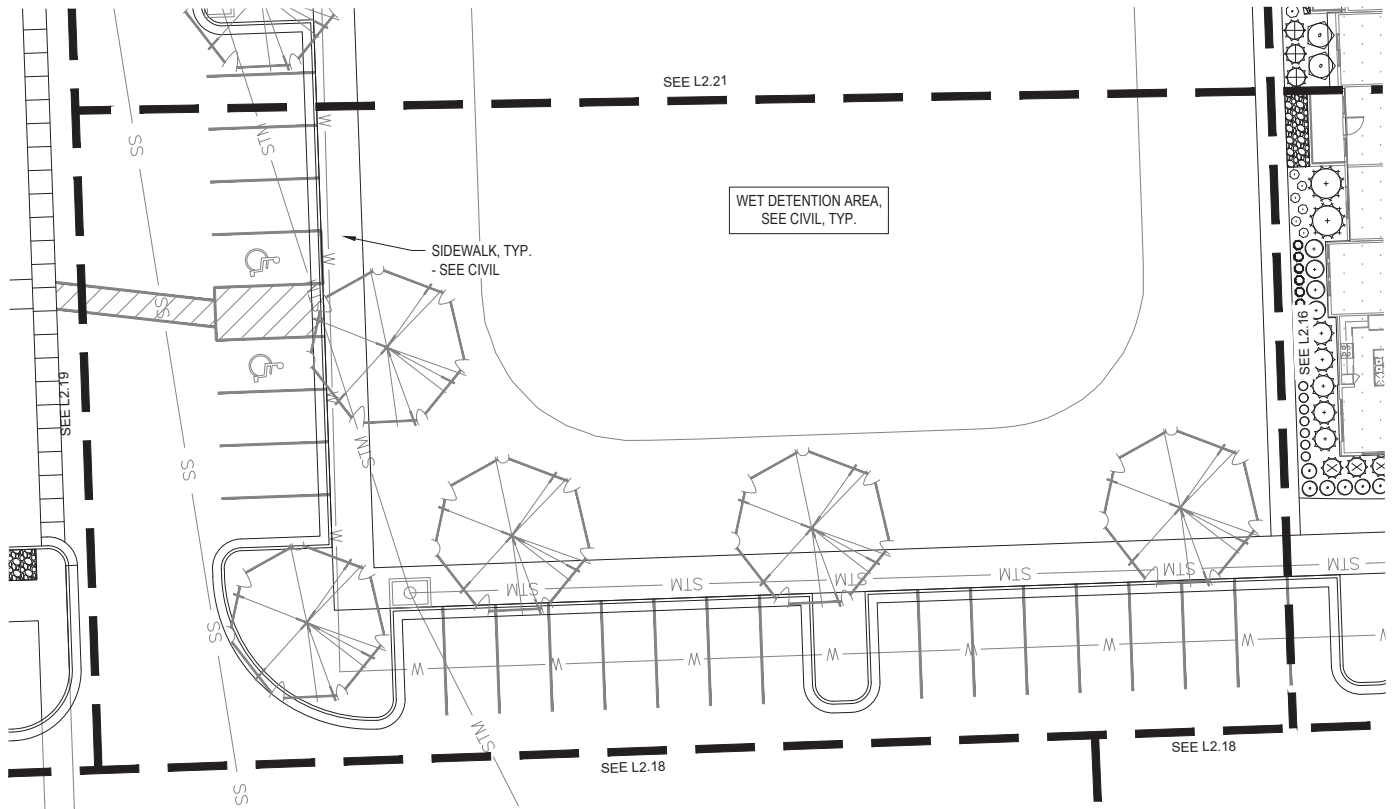 SEE L2.21
SS
STM
W
WET DETENTION AREA,
SEE CIVIL, TYP.
SIDEWALK, TYP.
- SEE CIVIL
W
SS
STM
SEE L2.16
SEE L2.19
W
STM
SS
W
STM
STM
STM
STM
STM
SS
W
W
W
W
W
W
W
STM
SEE L2.18
SEE L2.18
SS